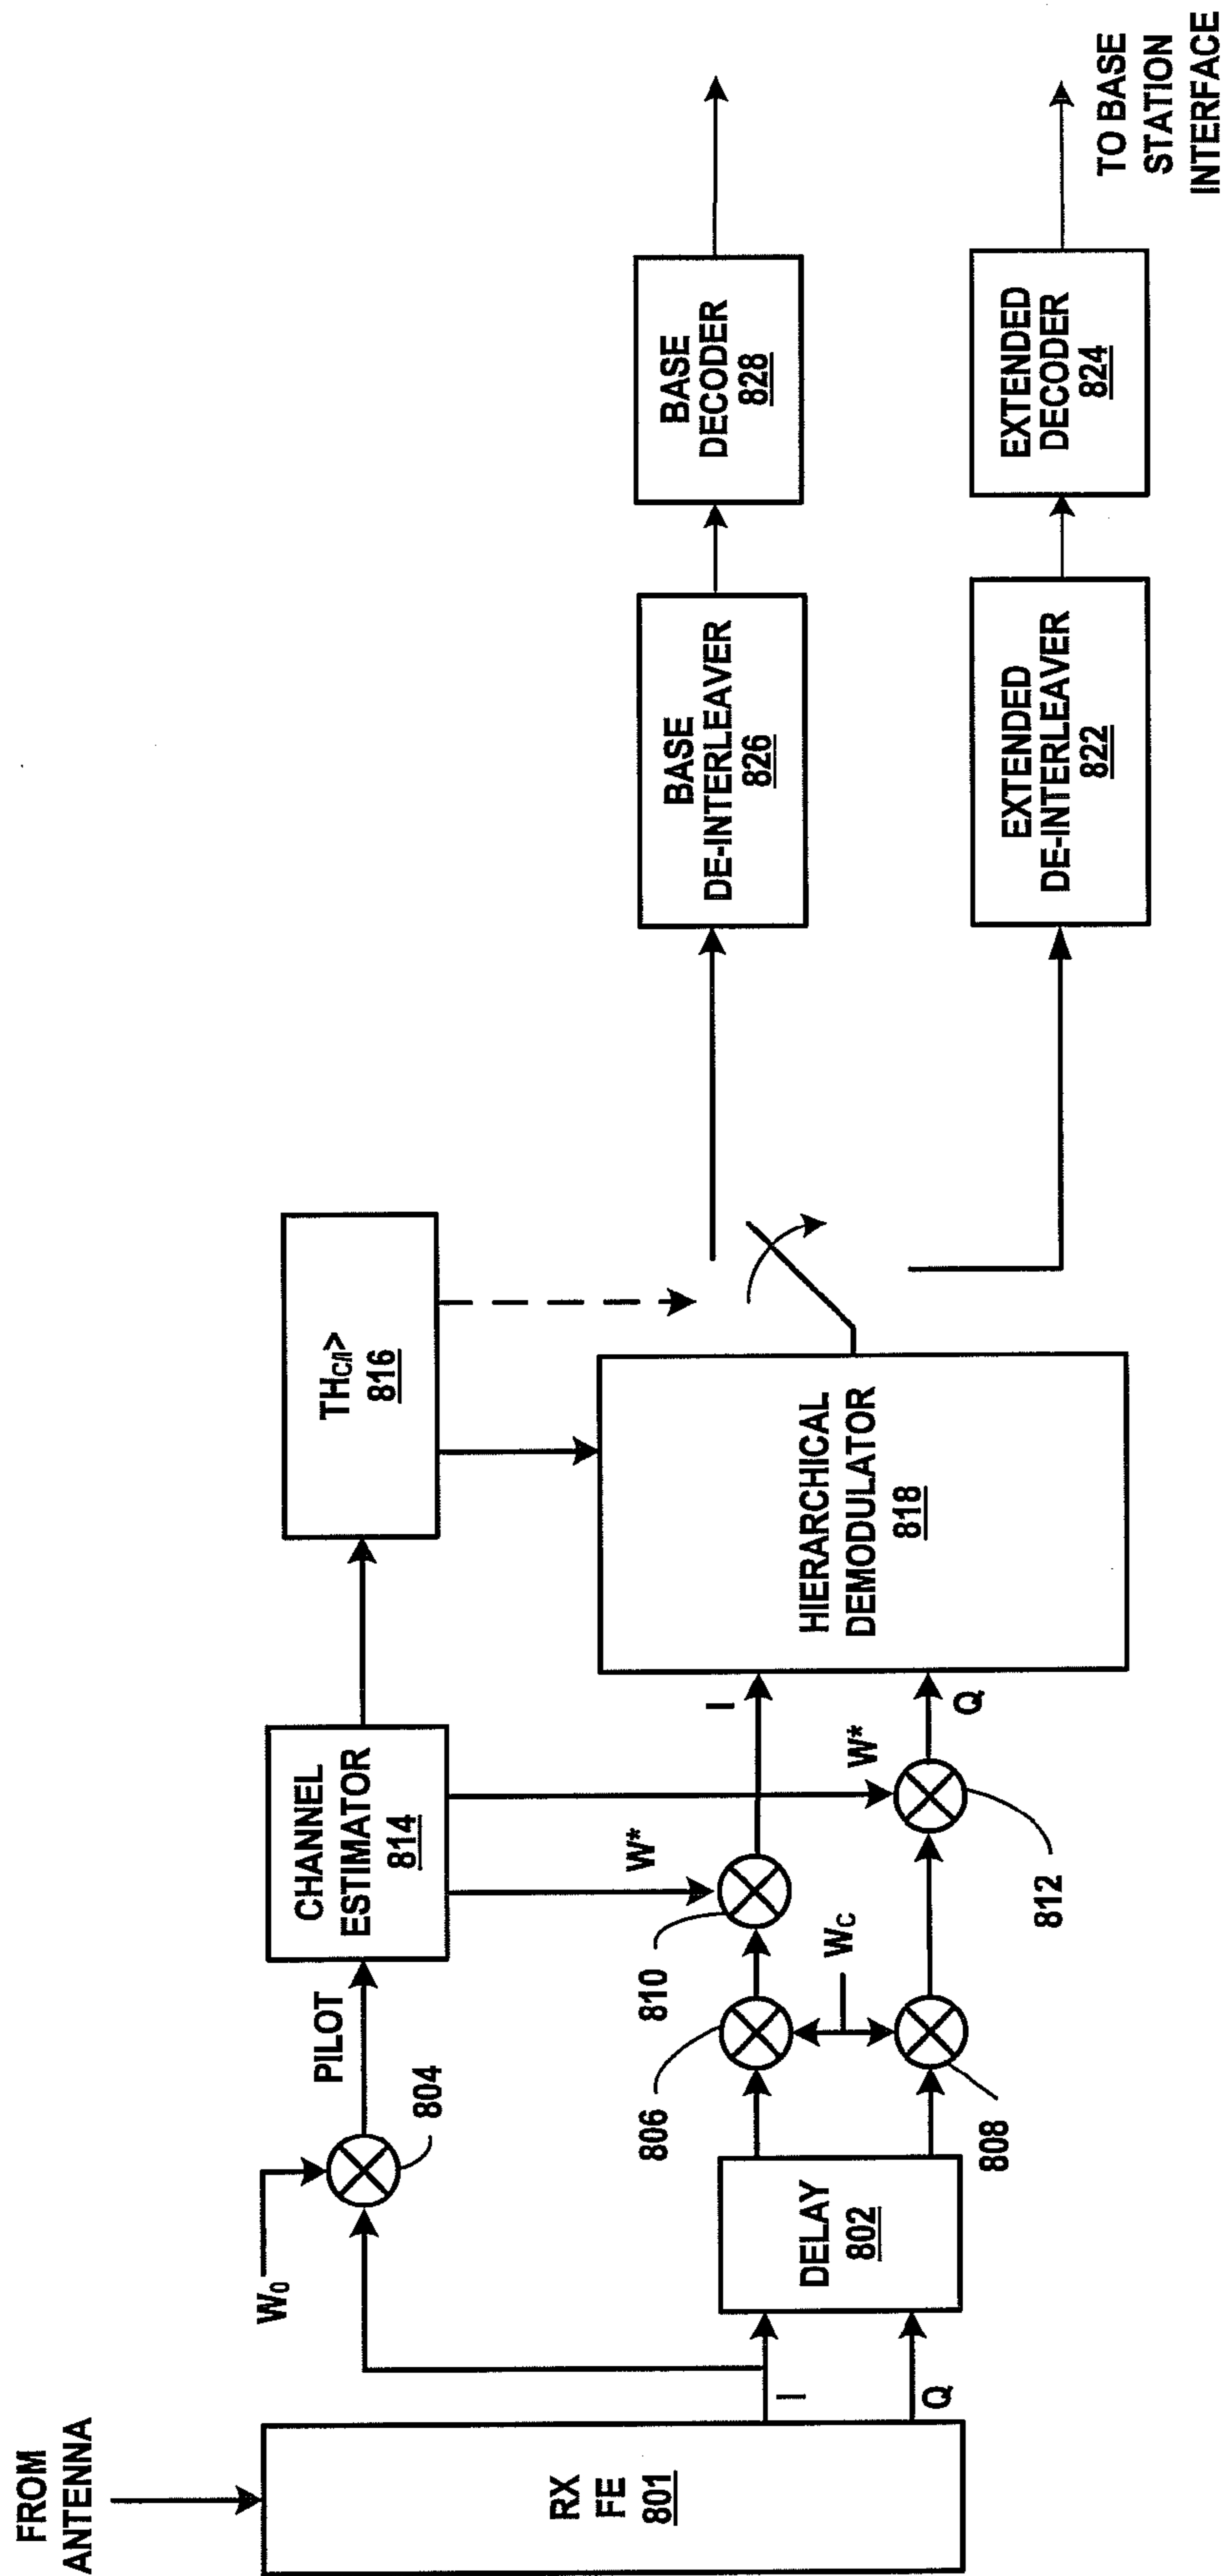 FROM
ANTENNA
RX
FE
801
I
Q
W0
804
PILOT
DELAY
802
806
808
WC
810
812
CHANNEL
ESTIMATOR
814
W*
W*
I
Q
THC/I>
816
HIERARCHICAL
DEMODULATOR
818
BASE
DE-INTERLEAVER
826
BASE
DECODER
828
EXTENDED
DE-INTERLEAVER
822
EXTENDED
DECODER
824
TO BASE
STATION
INTERFACE